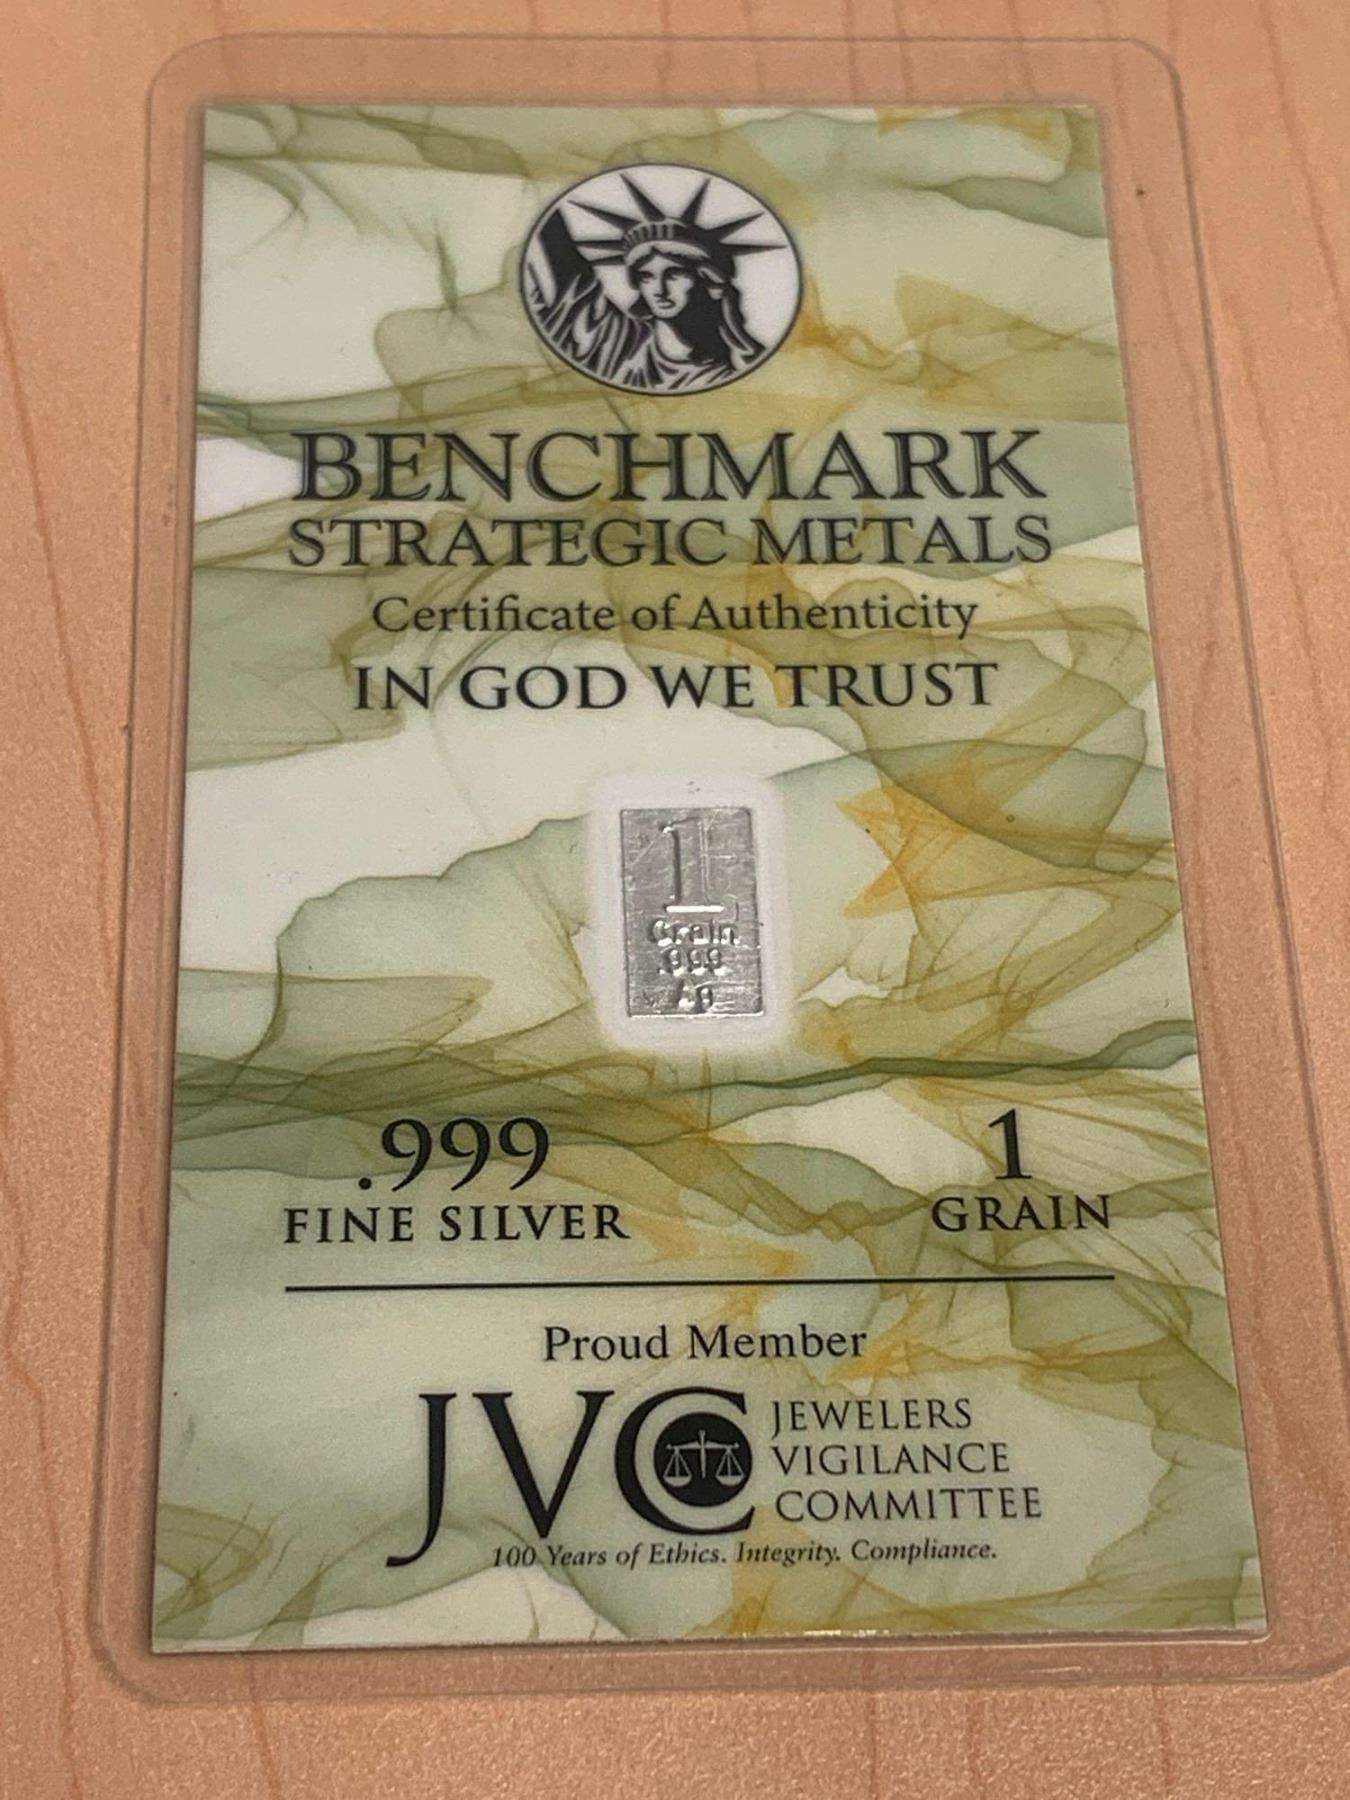 BENCHMARK
STRATEGIC METALS
Certificate of Authenticity
IN GOD WE TRUST
1
Grain
.999
Ag
.999
FINE SILVER
1
GRAIN
Proud Member
JVC
JEWELERS
VIGILANCE
COMMITTEE
100 Years of Ethics. Integrity. Compliance.